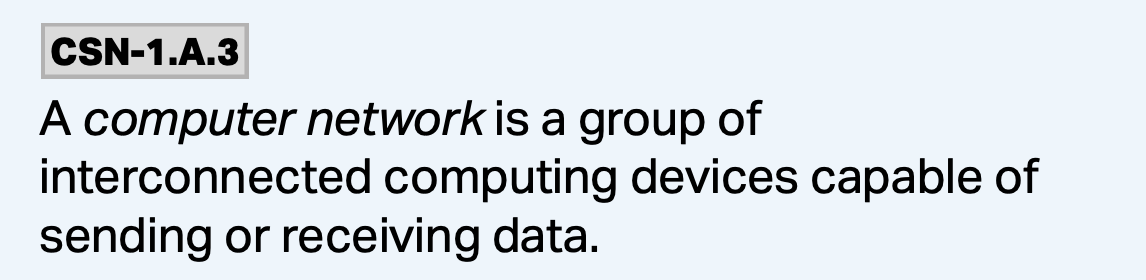 CSN-1.A.3
A computer network is a group of
interconnected computing devices capable of
sending or receiving data.